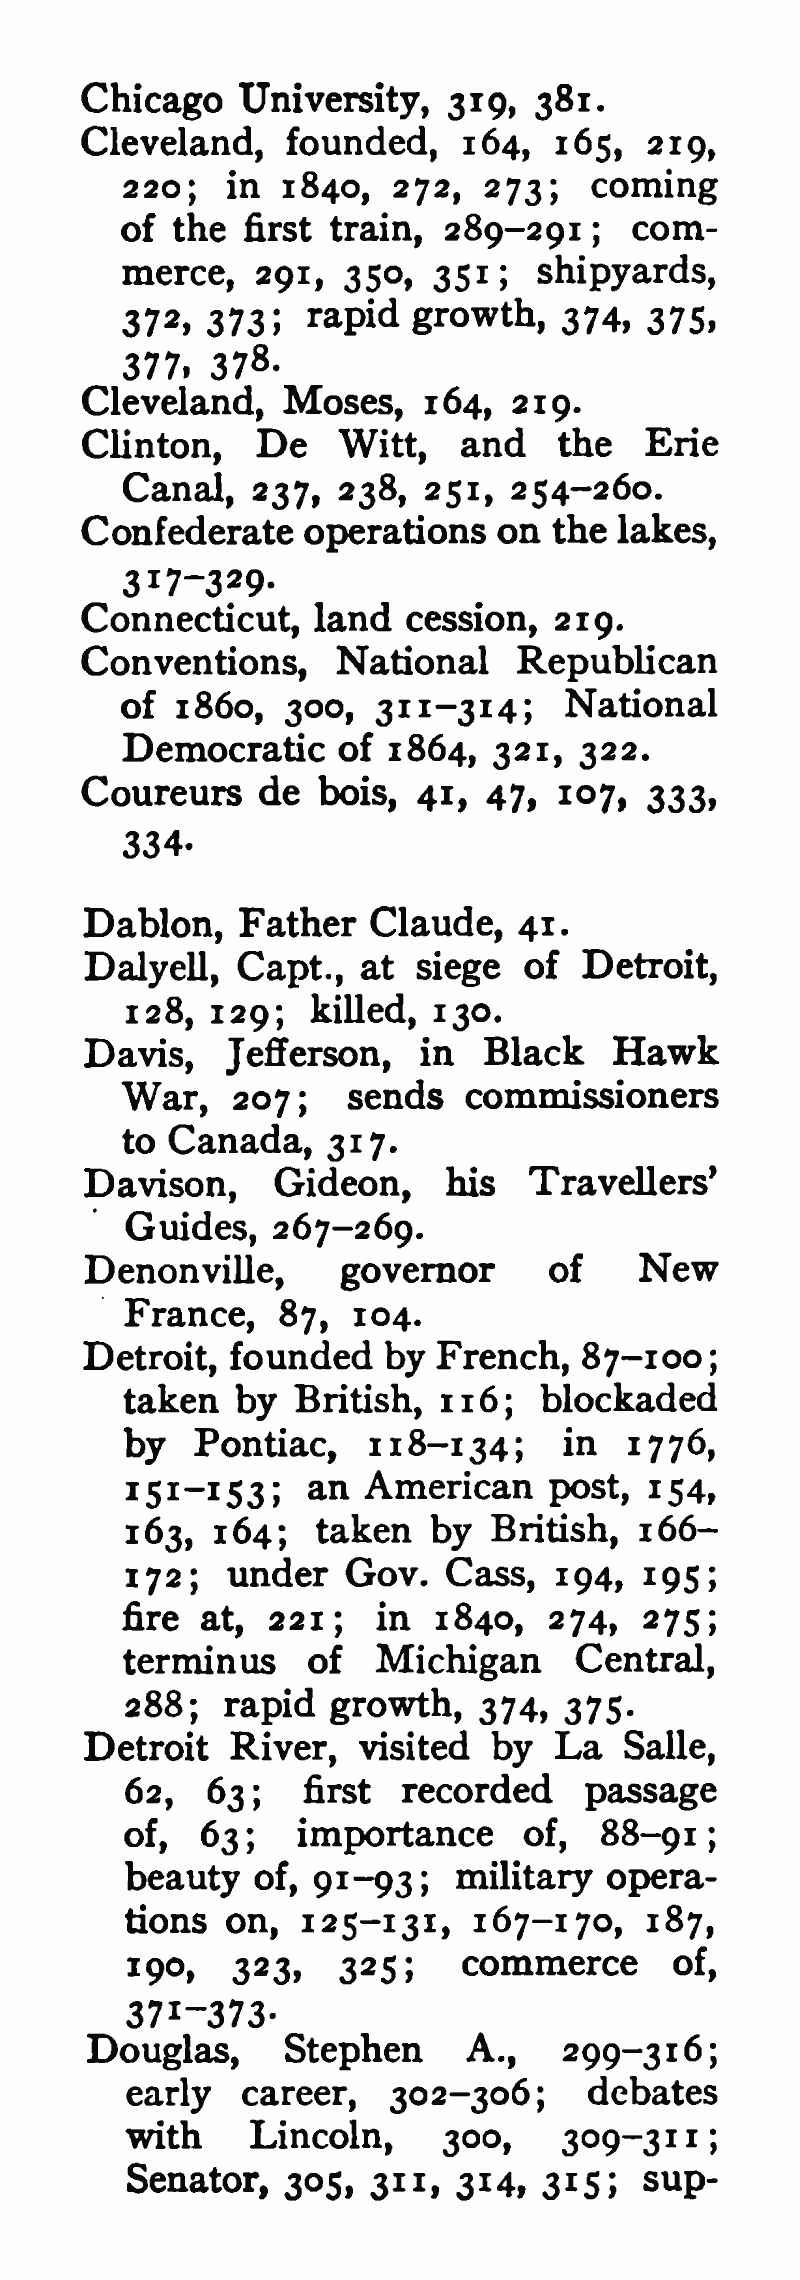 Chicago University, 319, 381.
Cleveland, founded, 164, 165, 219,
220; in 1840, 272, 273; coming
of the first train, 289–291; com-
merce, 291, 350, 351; shipyards,
372, 373; rapid growth, 374, 375,
377, 378.
Cleveland, Moses, 164, 219.
Clinton, De Witt, and the Erie
Canal, 237, 238, 251, 254–260.
Confederate operations on the lakes,
317–329.
Connecticut, land cession, 219.
Conventions, National Republican
of 1860, 300, 311–314; National
Democratic of 1864, 321, 322.
Coureurs de bois, 41, 47, 107, 333,
334.
Dablon, Father Claude, 41.
Dalyell, Capt., at siege of Detroit,
128, 129; killed, 130.
Davis, Jefferson, in Black Hawk
War, 207; sends commissioners
to Canada, 317.
Davison, Gideon, his Travellers'
Guides, 267–269.
Denonville, governor of New
France, 87, 104.
Detroit, founded by French, 87–100;
taken by British, 116; blockaded
by Pontiac, 118–134; in 1776,
151–153; an American post, 154,
163, 164; taken by British, 166–
172; under Gov. Cass, 194, 195;
fire at, 221; in 1840, 274, 275;
terminus of Michigan Central,
288; rapid growth, 374, 375.
Detroit River, visited by La Salle,
62, 63; first recorded passage
of, 63; importance of, 88–91;
beauty of, 91–93; military opera-
tions on, 125–131, 167–170, 187,
190, 323, 325; commerce of,
371–373.
Douglas, Stephen A., 299–316;
early career, 302–306; debates
with Lincoln, 300, 309–311;
Senator, 305, 311, 314, 315; sup-